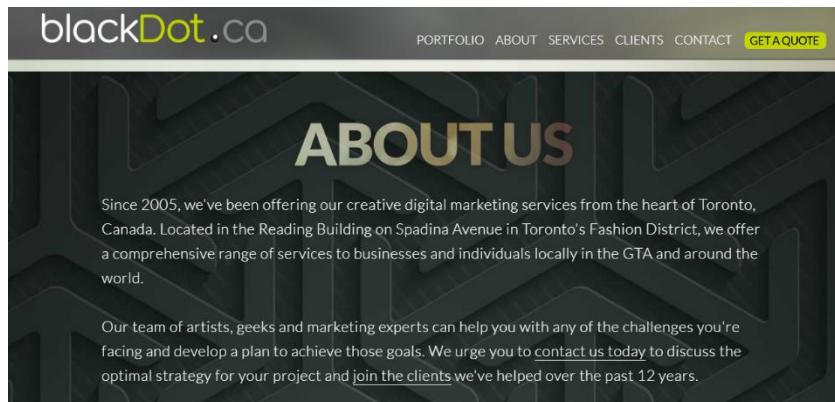 blackDot.ca
PORTFOLIO ABOUT SERVICES CLIENTS CONTACT GET A QUOTE
ABOUT US
Since 2005, we've been offering our creative digital marketing services from the heart of Toronto,
Canada. Located in the Reading Building on Spadina Avenue in Toronto's Fashion District, we offer
a comprehensive range of services to businesses and individuals locally in the GTA and around the
world.
Our team of artists, geeks and marketing experts can help you with any of the challenges you're
facing and develop a plan to achieve those goals. We urge you to contact us today to discuss the
optimal strategy for your project and join the clients we've helped over the past 12 years.